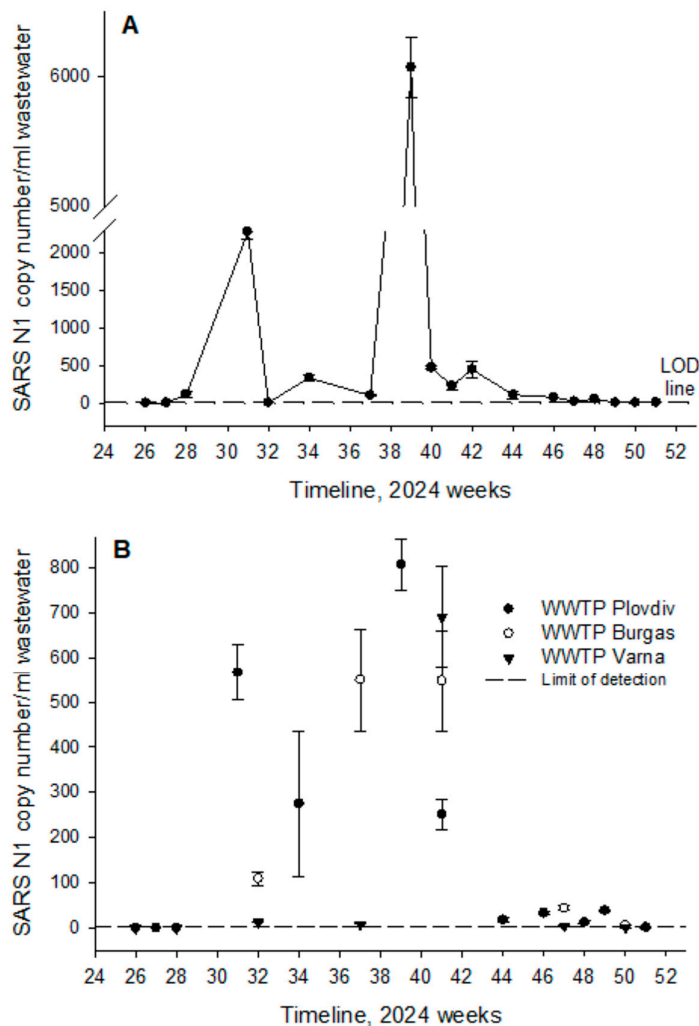 A
SARS N1 copy number/ml wastewater
6000
5000
2000
1500
1000
500
0
LOD
line
24 26 28 30 32 34 36 38 40 42 44 46 48 50 52
Timeline, 2024 weeks
B
SARS N1 copy number/ml wastewater
800
700
600
500
400
300
200
100
0
WWTP Plovdiv
WWTP Burgas
WWTP Varna
Limit of detection
24 26 28 30 32 34 36 38 40 42 44 46 48 50 52
Timeline, 2024 weeks